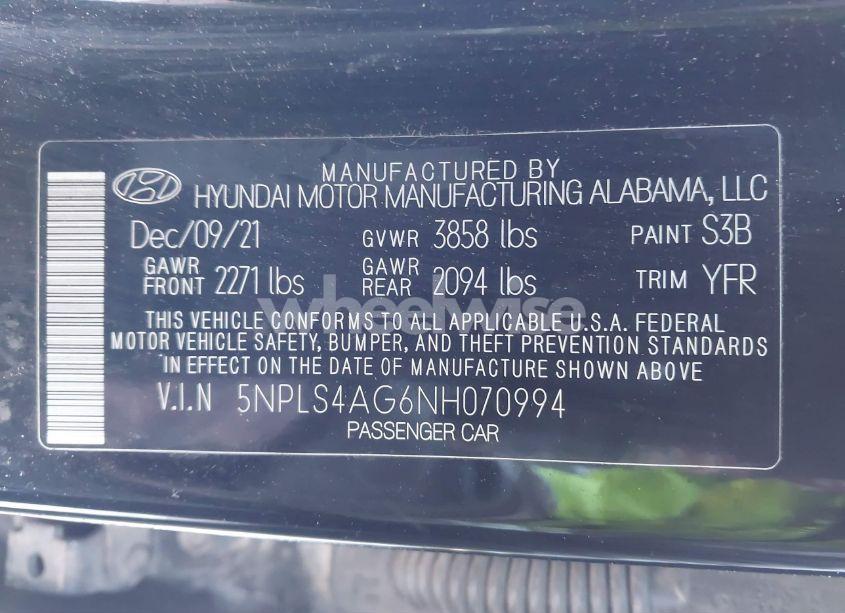 MANUFACTURED BY
HYUNDAI MOTOR MANUFACTURING ALABAMA, LLC
Dec/09/21 GVWR 3858 lbs PAINT S3B
GAWR FRONT 2271 lbs GAWR REAR 2094 lbs TRIM YFR
wheelwise
THIS VEHICLE CONFORMS TO ALL APPLICABLE U.S.A. FEDERAL
MOTOR VEHICLE SAFETY, BUMPER, AND THEFT PREVENTION STANDARDS
IN EFFECT ON THE DATE OF MANUFACTURE SHOWN ABOVE
V.I.N 5NPLS4AG6NH070994
PASSENGER CAR